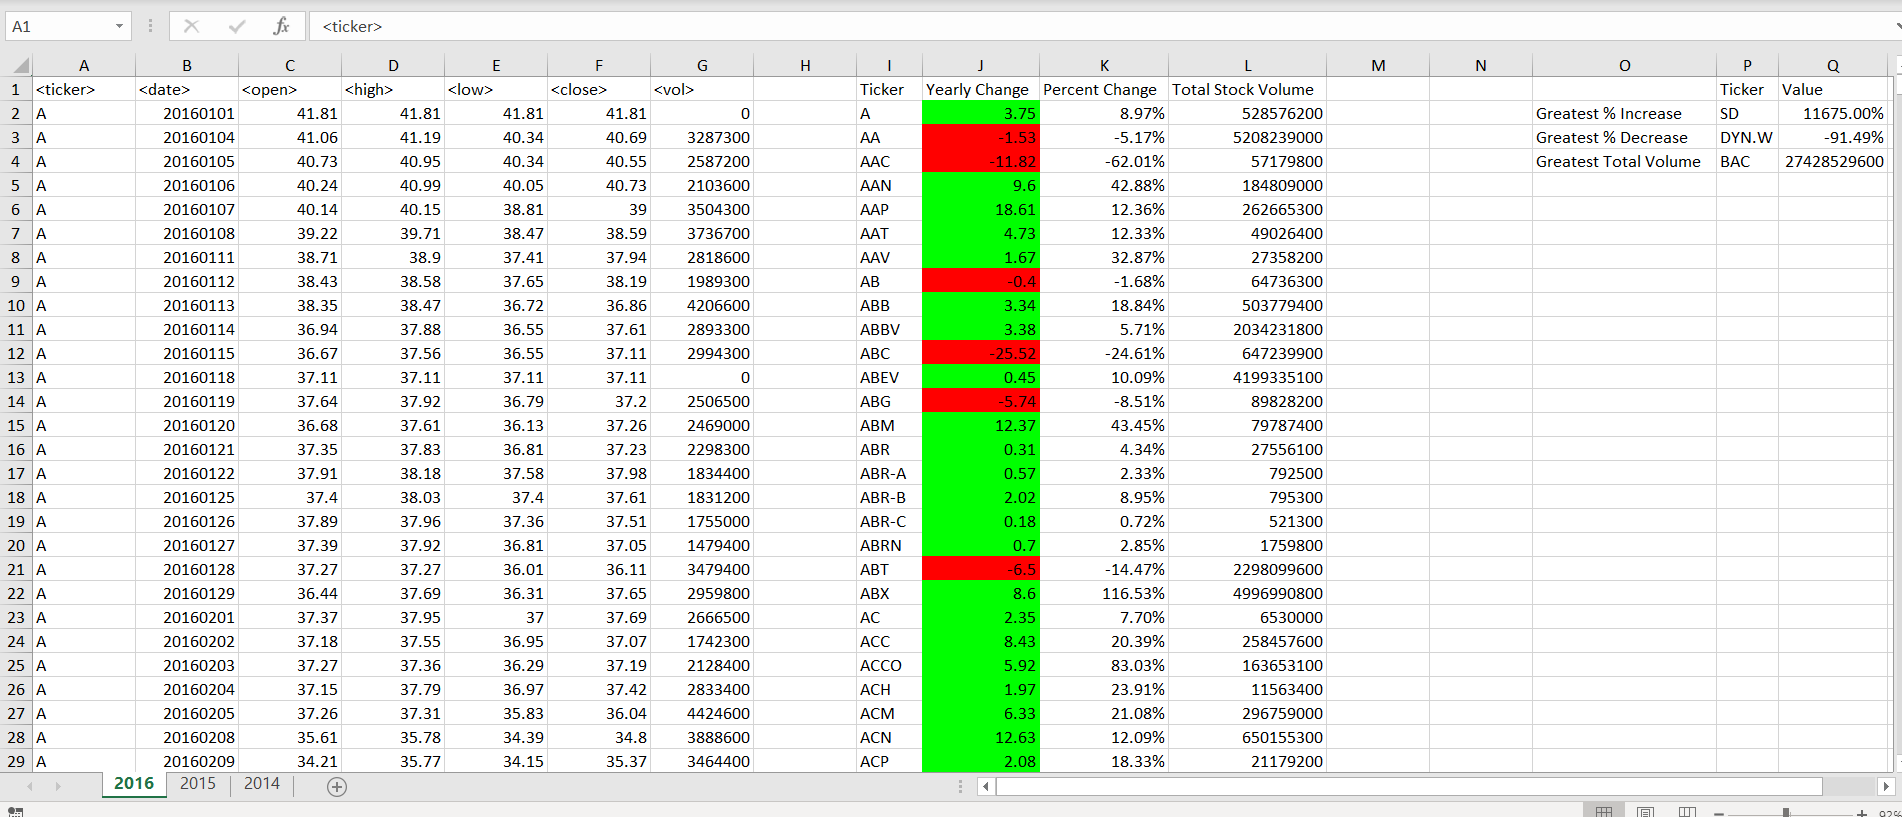 A1 fx <ticker>
A B C D E F G H I J K L M N O P Q
1 <ticker> <date> <open> <high> <low> <close> <vol> Ticker Yearly Change Percent Change Total Stock Volume Ticker Value
2 A 20160101 41.81 41.81 41.81 41.81 0 A 3.75 8.97% 528576200 Greatest % Increase SD 11675.00%
3 A 20160104 41.06 41.19 40.34 40.69 3287300 AA -1.53 -5.17% 5208239000 Greatest % Decrease DYN.W -91.49%
4 A 20160105 40.73 40.95 40.34 40.55 2587200 AAC -11.82 -62.01% 57179800 Greatest Total Volume BAC 27428529600
5 A 20160106 40.24 40.99 40.05 40.73 2103600 AAN 9.6 42.88% 184809000
6 A 20160107 40.14 40.15 38.81 39 3504300 AAP 18.61 12.36% 262665300
7 A 20160108 39.22 39.71 38.47 38.59 3736700 AAT 4.73 12.33% 49026400
8 A 20160111 38.71 38.9 37.41 37.94 2818600 AAV 1.67 32.87% 27358200
9 A 20160112 38.43 38.58 37.65 38.19 1989300 AB -0.4 -1.68% 64736300
10 A 20160113 38.35 38.47 36.72 36.86 4206600 ABB 3.34 18.84% 503779400
11 A 20160114 36.94 37.88 36.55 37.61 2893300 ABBV 3.38 5.71% 2034231800
12 A 20160115 36.67 37.56 36.55 37.11 2994300 ABC -25.52 -24.61% 647239900
13 A 20160118 37.11 37.11 37.11 37.11 0 ABEV 0.45 10.09% 4199335100
14 A 20160119 37.64 37.92 36.79 37.2 2506500 ABG -5.74 -8.51% 89828200
15 A 20160120 36.68 37.61 36.13 37.26 2469000 ABM 12.37 43.45% 79787400
16 A 20160121 37.35 37.83 36.81 37.23 2298300 ABR 0.31 4.34% 27556100
17 A 20160122 37.91 38.18 37.58 37.98 1834400 ABR-A 0.57 2.33% 792500
18 A 20160125 37.4 38.03 37.4 37.61 1831200 ABR-B 2.02 8.95% 795300
19 A 20160126 37.89 37.96 37.36 37.51 1755000 ABR-C 0.18 0.72% 521300
20 A 20160127 37.39 37.92 36.81 37.05 1479400 ABRN 0.7 2.85% 1759800
21 A 20160128 37.27 37.27 36.01 36.11 3479400 ABT -6.5 -14.47% 2298099600
22 A 20160129 36.44 37.69 36.31 37.65 2959800 ABX 8.6 116.53% 4996990800
23 A 20160201 37.37 37.95 37 37.69 2666500 AC 2.35 7.70% 6530000
24 A 20160202 37.18 37.55 36.95 37.07 1742300 ACC 8.43 20.39% 258457600
25 A 20160203 37.27 37.36 36.29 37.19 2128400 ACCO 5.92 83.03% 163653100
26 A 20160204 37.15 37.79 36.97 37.42 2833400 ACH 1.97 23.91% 11563400
27 A 20160205 37.26 37.31 35.83 36.04 4424600 ACM 6.33 21.08% 296759000
28 A 20160208 35.61 35.78 34.39 34.8 3888600 ACN 12.63 12.09% 650155300
29 A 20160209 34.21 35.77 34.15 35.37 3464400 ACP 2.08 18.33% 21179200
2016 2015 2014
92%